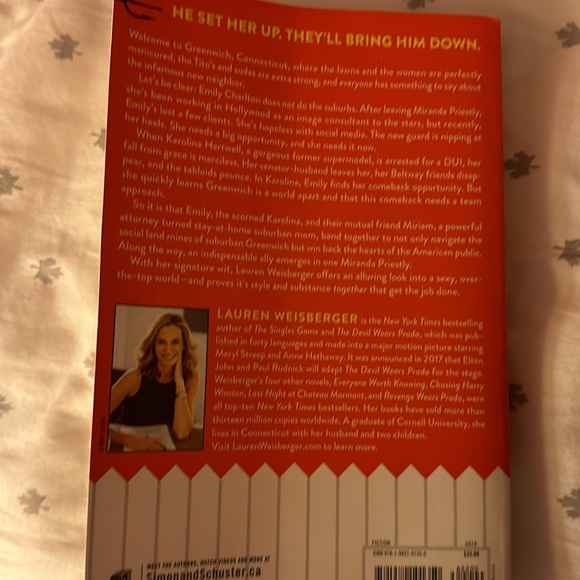 HE SET HER UP. THEY'LL BRING HIM DOWN.
Welcome to Greenwich, Connecticut, where the lawns and the women are perfectly
manicured, the Tito's and sodas are extra strong, and everyone has something to say about
the infamous new neighbor.
Let's be clear: Emily Charlton does not do the suburbs. After leaving Miranda Priestly,
she's been working in Hollywood as an image consultant to the stars, but recently,
Emily's lost a few clients. She's hopeless with social media. The new guard is nipping at
her heels. She needs a big opportunity, and she needs it now.
When Karolina Hartwell, a gorgeous former supermodel, is arrested for a DUI, her
fall from grace is merciless. Her senator-husband leaves her, her Beltway friends disap-
pear, and the tabloids pounce. In Karolina, Emily finds her comeback opportunity. But
she quickly learns Greenwich is a world apart and that this comeback needs a team
approach.
So it is that Emily, the scorned Karolina, and their mutual friend Miriam, a powerful
attorney turned stay-at-home suburban mom, band together to not only navigate the
social land mines of suburban Greenwich but win back the hearts of the American public.
Along the way, an indispensable ally emerges in one Miranda Priestly.
With her signature wit, Lauren Weisberger offers an alluring look into a sexy, over-
the-top world—and proves it's style and substance together that get the job done.
LAUREN WEISBERGER is the New York Times bestselling
author of The Singles Game and The Devil Wears Prada, which was pub-
lished in forty languages and made into a major motion picture starring
Meryl Streep and Anne Hathaway. It was announced in 2017 that Elton
John and Paul Rudnick will adapt The Devil Wears Prada for the stage.
Weisberger's four other novels, Everyone Worth Knowing, Chasing Harry
Winston, Last Night at Chateau Marmont, and Revenge Wears Prada, were
all top-ten New York Times bestsellers. Her books have sold more than
thirteen million copies worldwide. A graduate of Cornell University, she
lives in Connecticut with her husband and two children.
Visit LaurenWeisberger.com to learn more.
MEET THE AUTHORS, WATCH VIDEOS AND MORE AT
SimonandSchuster.ca
FICTION